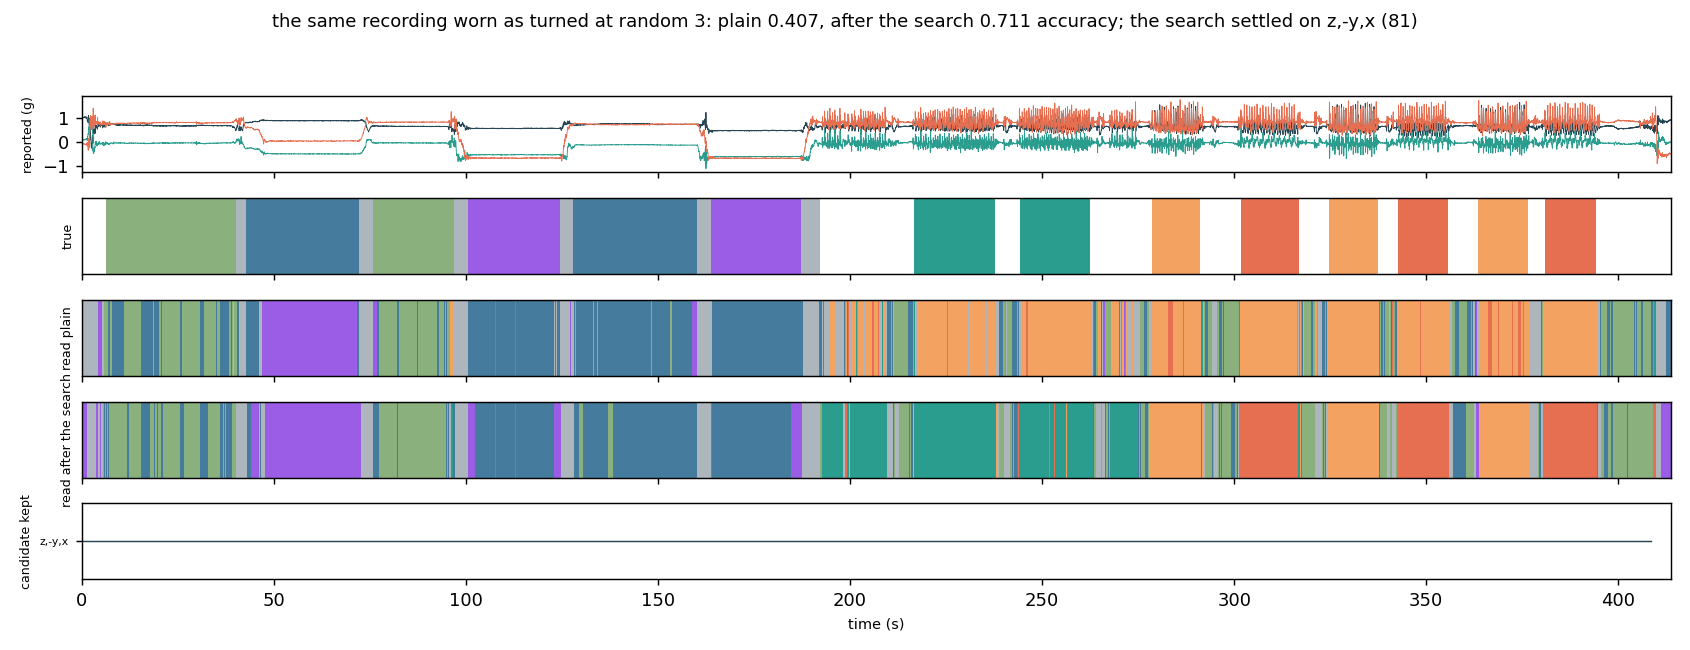 the same recording worn as turned at random 3: plain 0.407, after the search 0.711 accuracy; the search settled on z,-y,x (81)
reported (g)
1
0
−1
true
read plain
read after the search
candidate kept
z,-y,x
0
50
100
150
200
250
300
350
400
time (s)